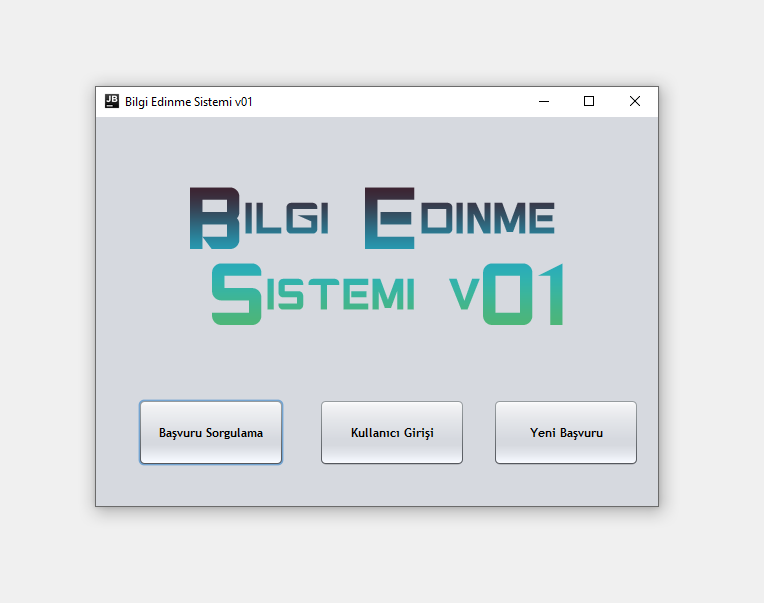 JB
Bilgi Edinme Sistemi v01
Bilgi Edinme
Sistemi v01
Başvuru Sorgulama
Kullanıcı Girişi
Yeni Başvuru